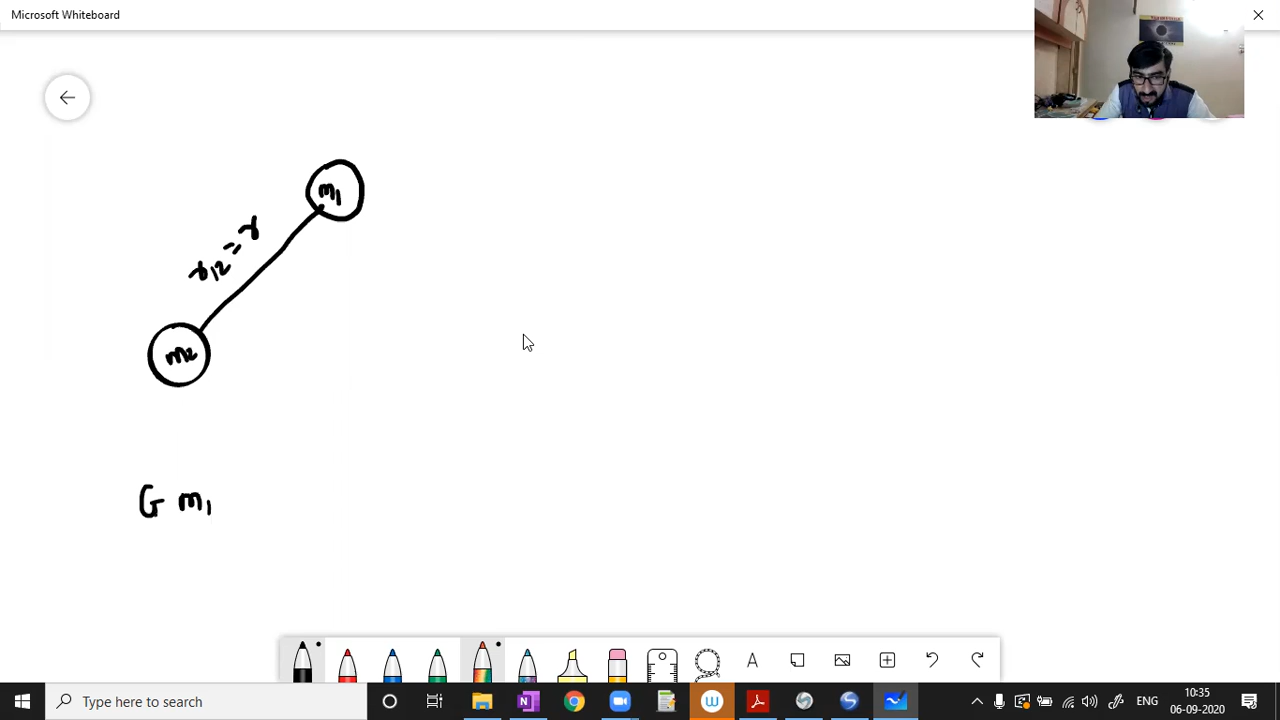 Microsoft Whiteboard
m1
r12 = r
m2
G m1
A
Type here to search
ENG
10:35
06-09-2020